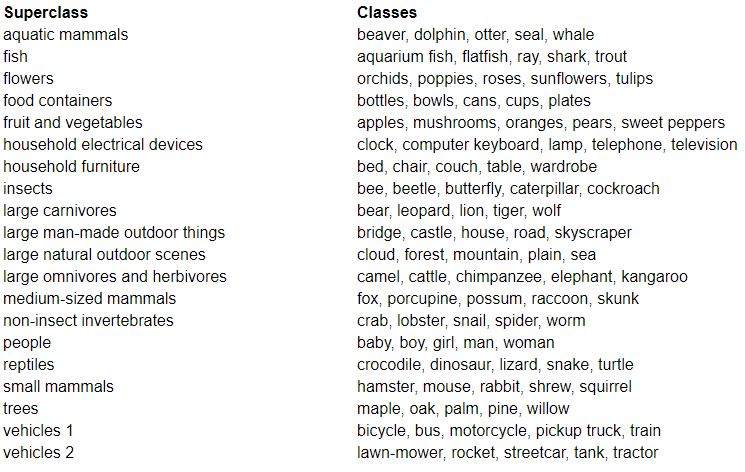 Superclass Classes
aquatic mammals beaver, dolphin, otter, seal, whale
fish aquarium fish, flatfish, ray, shark, trout
flowers orchids, poppies, roses, sunflowers, tulips
food containers bottles, bowls, cans, cups, plates
fruit and vegetables apples, mushrooms, oranges, pears, sweet peppers
household electrical devices clock, computer keyboard, lamp, telephone, television
household furniture bed, chair, couch, table, wardrobe
insects bee, beetle, butterfly, caterpillar, cockroach
large carnivores bear, leopard, lion, tiger, wolf
large man-made outdoor things bridge, castle, house, road, skyscraper
large natural outdoor scenes cloud, forest, mountain, plain, sea
large omnivores and herbivores camel, cattle, chimpanzee, elephant, kangaroo
medium-sized mammals fox, porcupine, possum, raccoon, skunk
non-insect invertebrates crab, lobster, snail, spider, worm
people baby, boy, girl, man, woman
reptiles crocodile, dinosaur, lizard, snake, turtle
small mammals hamster, mouse, rabbit, shrew, squirrel
trees maple, oak, palm, pine, willow
vehicles 1 bicycle, bus, motorcycle, pickup truck, train
vehicles 2 lawn-mower, rocket, streetcar, tank, tractor